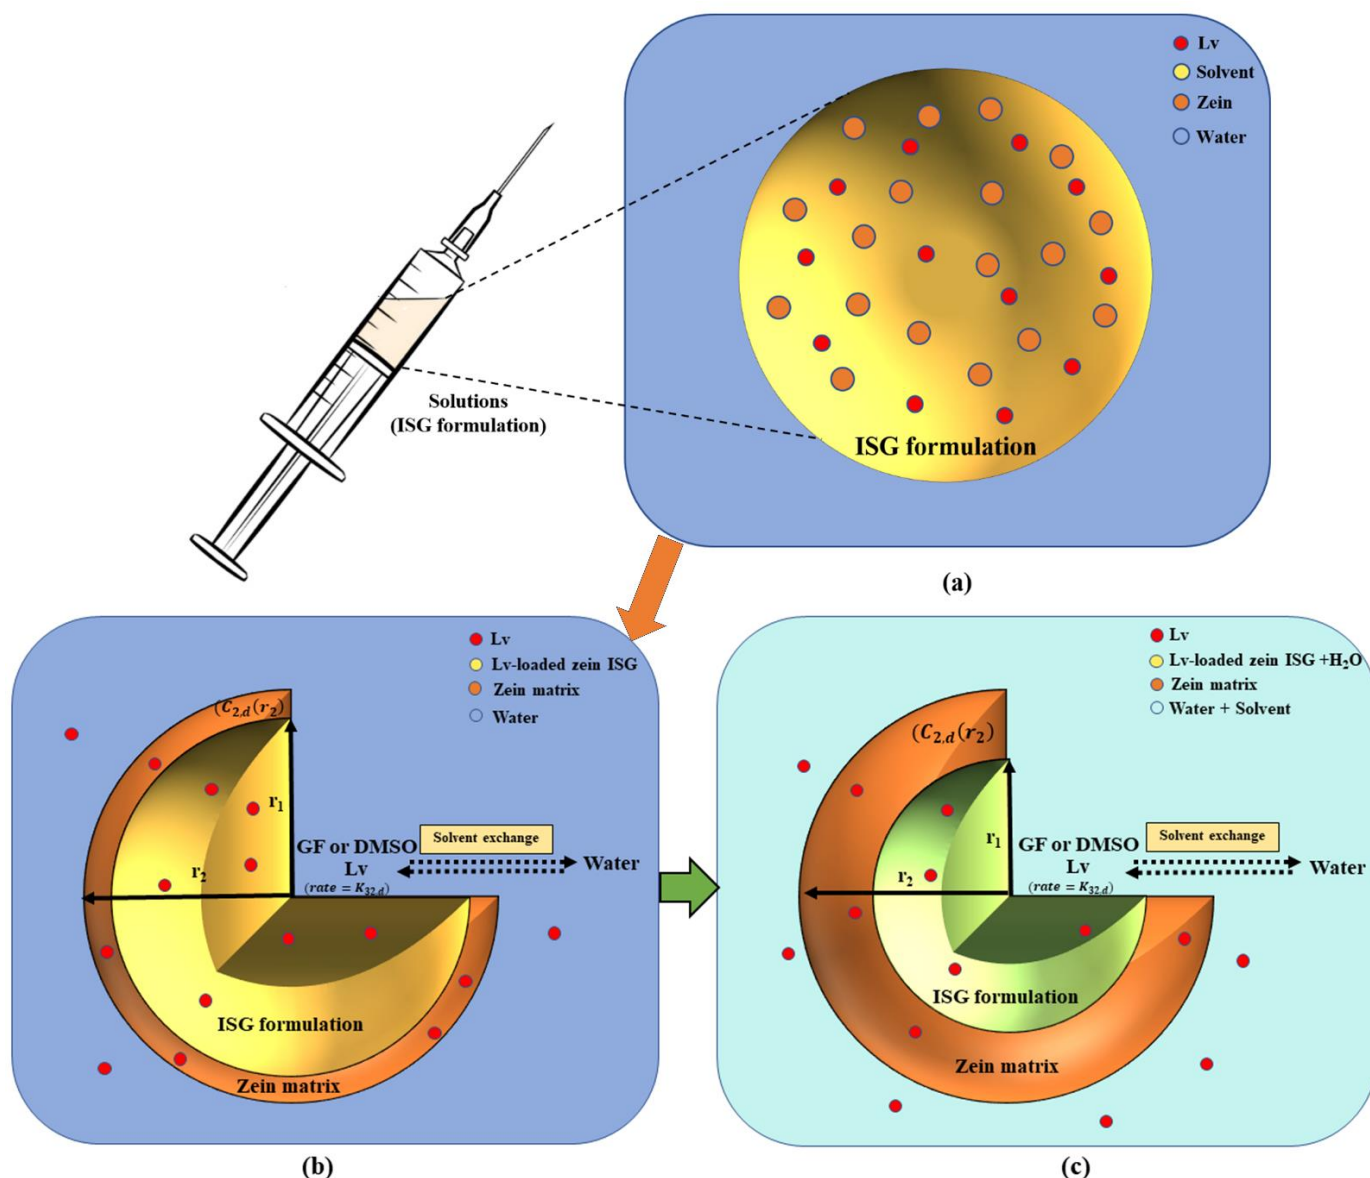 Lv
Solvent
Zein
Water
Solutions
(ISG formulation)
ISG formulation
(a)
Lv
Lv-loaded zein ISG
Zein matrix
Water
(C₂,d(r₂)
r₁
r₂
GF or DMSO
Lv
(rate = K₃₂,d)
Solvent exchange
Water
ISG formulation
Zein matrix
(b)
Lv
Lv-loaded zein ISG +H₂O
Zein matrix
Water + Solvent
(C₂,d(r₂)
r₁
r₂
GF or DMSO
Lv
(rate = K₃₂,d)
Solvent exchange
Water
ISG formulation
Zein matrix
(c)